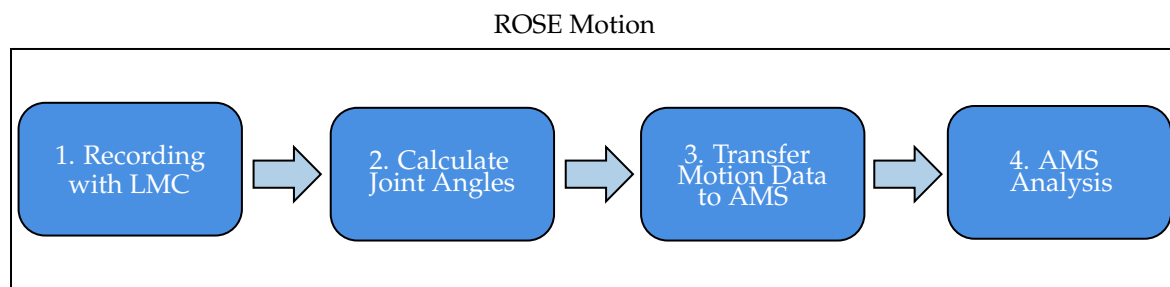 ROSE Motion
1. Recording
with LMC
2. Calculate
Joint Angles
3. Transfer
Motion Data
to AMS
4. AMS
Analysis